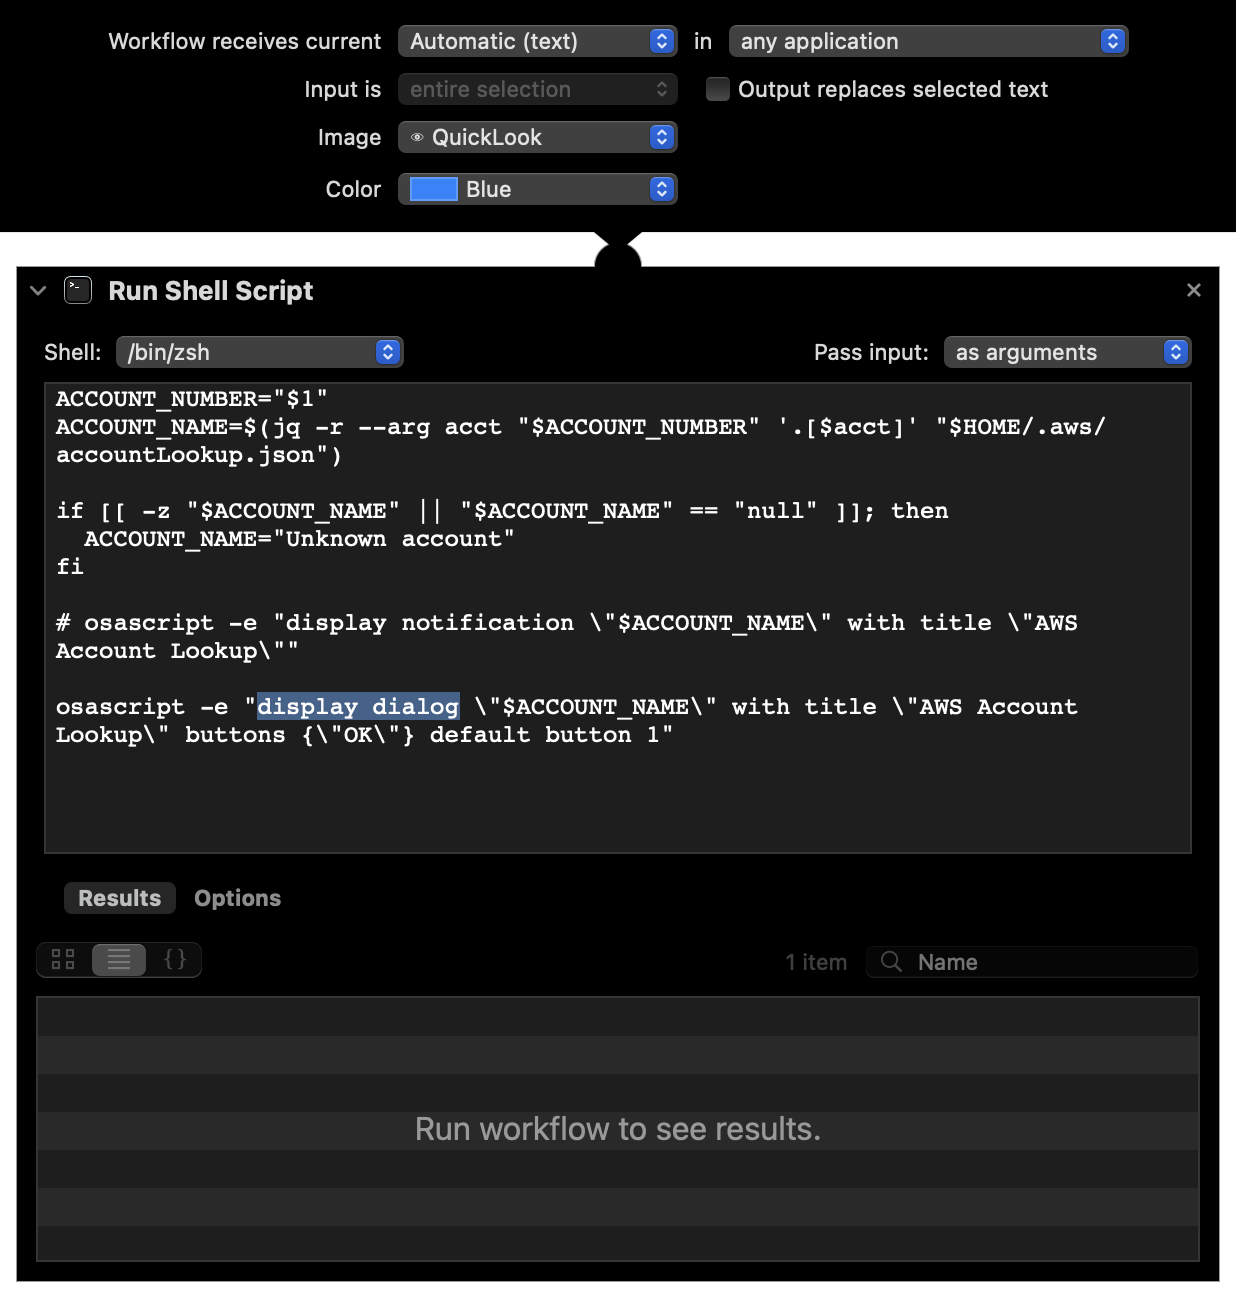 Workflow receives current Automatic (text) in any application
Input is entire selection Output replaces selected text
Image QuickLook
Color Blue
Run Shell Script
Shell: /bin/zsh Pass input: as arguments
ACCOUNT_NUMBER="$1"
ACCOUNT_NAME=$(jq -r --arg acct "$ACCOUNT_NUMBER" '.[$acct]' "$HOME/.aws/
accountLookup.json")
if [[ -z "$ACCOUNT_NAME" || "$ACCOUNT_NAME" == "null" ]]; then
  ACCOUNT_NAME="Unknown account"
fi
# osascript -e "display notification \"$ACCOUNT_NAME\" with title \"AWS
Account Lookup\""
osascript -e "display dialog \"$ACCOUNT_NAME\" with title \"AWS Account
Lookup\" buttons {\"OK\"} default button 1"
Results Options
{} 1 item Name
Run workflow to see results.